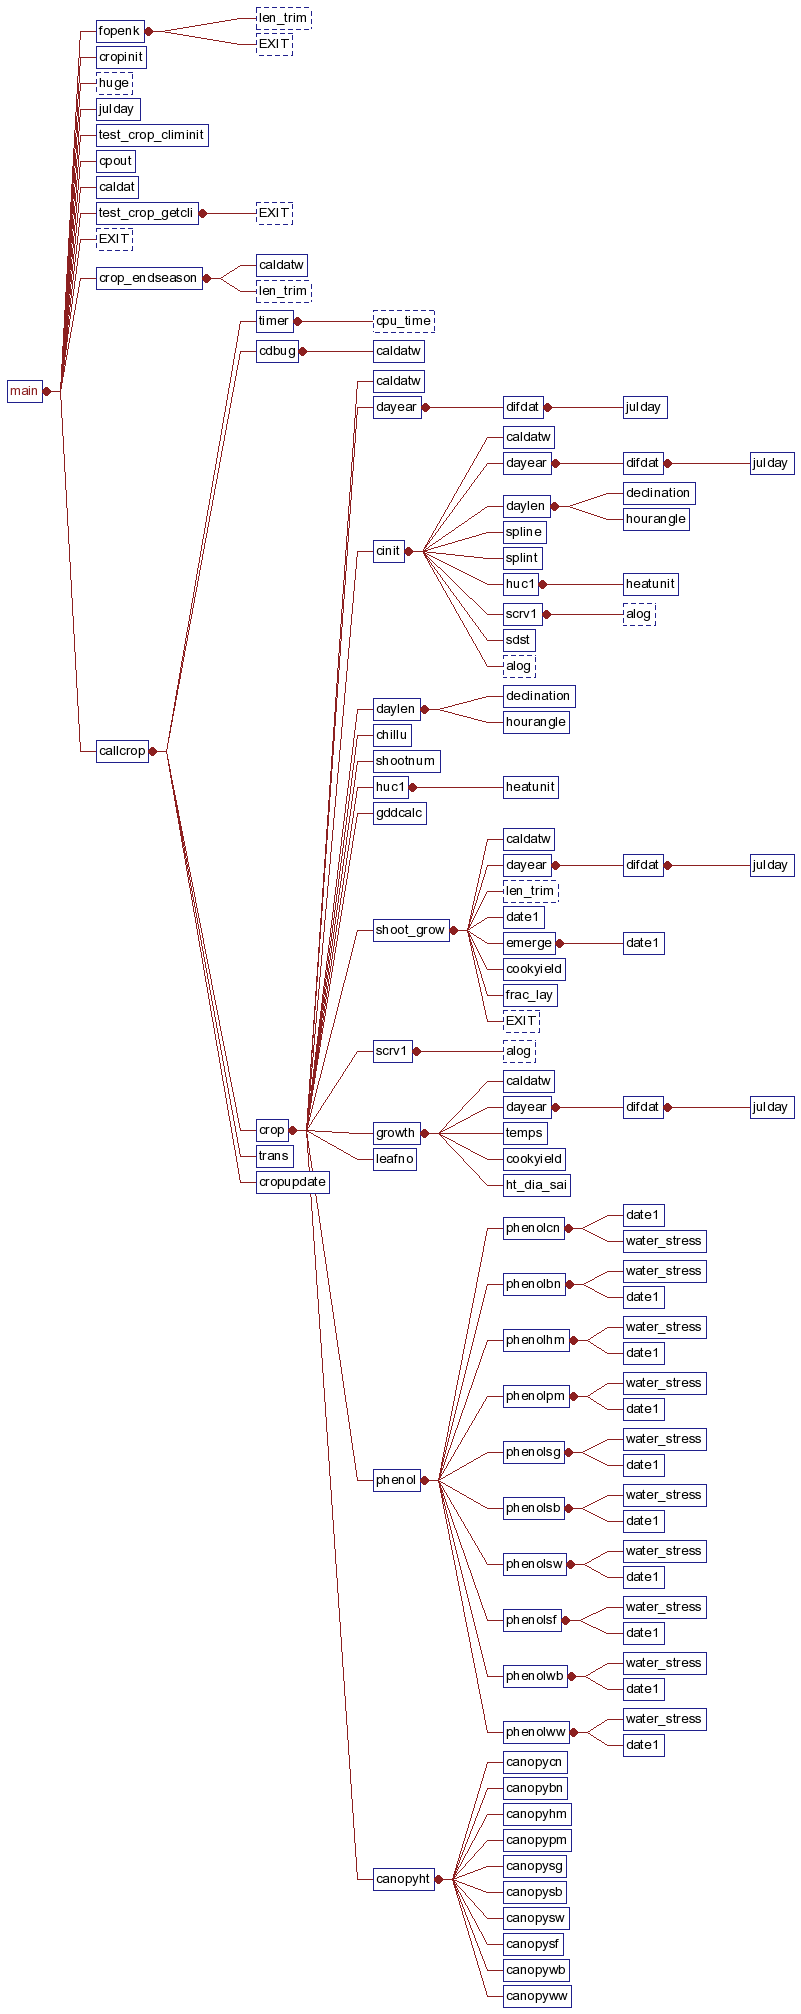 len_trim
fopenk
EXIT
cropinit
huge
julday
test_crop_climinit
cpout
caldat
test_crop_getcli EXIT
EXIT
caldatw
crop_endseason
len_trim
timer cpu_time
cdbug caldatw
caldatw
main
dayear difdat julday
caldatw
dayear difdat julday
declination
daylen
hourangle
spline
cinit
splint
huc1 heatunit
scrv1 alog
sdst
alog
declination
daylen
hourangle
chillu
callcrop
shootnum
huc1 heatunit
gddcalc
caldatw
dayear difdat julday
len_trim
date1
shoot_grow
emerge date1
cookyield
frac_lay
EXIT
scrv1 alog
caldatw
dayear difdat julday
crop
growth temps
trans leafno cookyield
cropupdate ht_dia_sai
date1
phenolcn
water_stress
water_stress
phenolbn
date1
water_stress
phenolhm
date1
water_stress
phenolpm
date1
water_stress
phenolsg
date1
phenol
water_stress
phenolsb
date1
water_stress
phenolsw
date1
water_stress
phenolsf
date1
water_stress
phenolwb
date1
water_stress
phenolww
date1
canopycn
canopybn
canopyhm
canopypm
canopysg
canopyht
canopysb
canopysw
canopysf
canopywb
canopyww